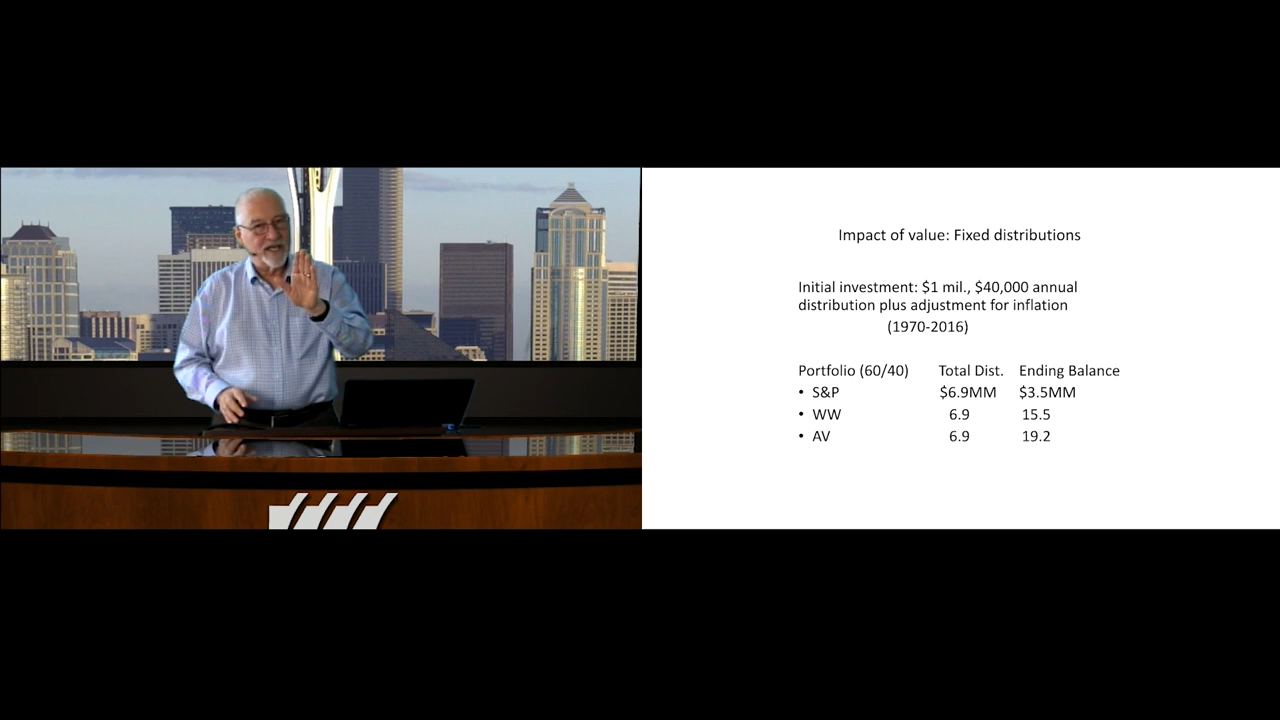 Impact of value: Fixed distributions
Initial investment: $1 mil., $40,000 annual
distribution plus adjustment for inflation
(1970-2016)
Portfolio (60/40) Total Dist. Ending Balance
• S&P $6.9MM $3.5MM
• WW 6.9 15.5
• AV 6.9 19.2